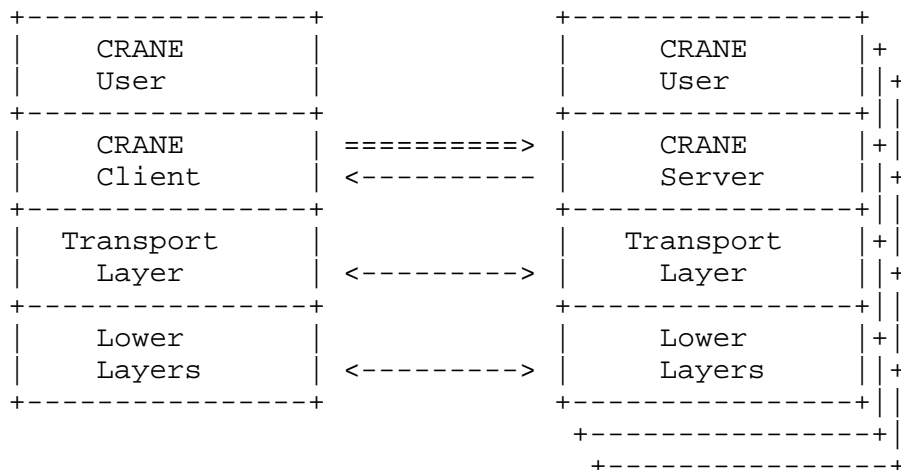 +----------------+             +----------------+
|     CRANE      |             |     CRANE      |+
|     User       |             |     User       ||+
+----------------+             +----------------+||
|     CRANE      | ==========> |     CRANE      |+|
|     Client     | <---------- |     Server     ||+
+----------------+             +----------------+||
|   Transport    |             |   Transport    |+|
|     Layer      | <---------> |     Layer      ||+
+----------------+             +----------------+||
|     Lower      |             |     Lower      |+|
|     Layers     | <---------> |     Layers     ||+
+----------------+             +----------------+||
                                +----------------+|
                                 +----------------+